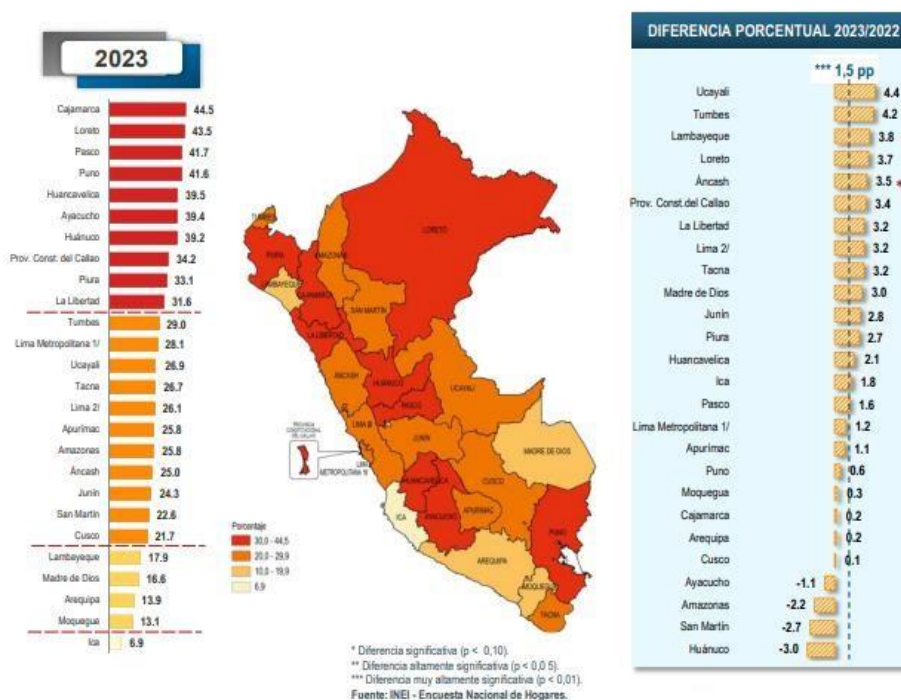 2023
Cajamarca 44.5
Loreto 43.5
Pasco 41.7
Puno 41.6
Huancavelica 39.5
Ayacucho 39.4
Huánuco 39.2
Prov. Const. del Callao 34.2
Piura 33.1
La Libertad 31.6
Tumbes 29.0
Lima Metropolitana 1/ 28.1
Ucayali 26.9
Tacna 26.7
Lima 2/ 26.1
Apurímac 25.8
Amazonas 25.8
Áncash 25.0
Junín 24.3
San Martín 22.6
Cusco 21.7
Lambayeque 17.9
Madre de Dios 16.6
Arequipa 13.9
Moquegua 13.1
Ica 6.9
TUMBES
LORETO
PIURA
AMAZONAS
LAMBAYEQUE
CAJAMARCA
SAN MARTÍN
LA LIBERTAD
ÁNCASH
HUÁNUCO
UCAYALI
PASCO
LIMA 2/
JUNÍN
PROVINCIA
CONSTITUCIONAL
DEL CALLAO
LIMA
METROPOLITANA 1/
MADRE DE DIOS
HUANCAVELICA
CUSCO
ICA
AYACUCHO
APURÍMAC
PUNO
AREQUIPA
MOQUEGUA
TACNA
Porcentaje
30,0 - 44,5
20,0 - 29,9
10,0 - 19,9
6,9
* Diferencia significativa (p < 0,10).
** Diferencia altamente significativa (p < 0,0 5).
*** Diferencia muy altamente significativa (p < 0,01).
Fuente: INEI - Encuesta Nacional de Hogares.
DIFERENCIA PORCENTUAL 2023/2022
*** 1,5 pp
Ucayali 4.4
Tumbes 4.2
Lambayeque 3.8
Loreto 3.7
Áncash 3.5 *
Prov. Const.del Callao 3.4
La Libertad 3.2
Lima 2/ 3.2
Tacna 3.2
Madre de Dios 3.0
Junín 2.8
Piura 2.7
Huancavelica 2.1
Ica 1.8
Pasco 1.6
Lima Metropolitana 1/ 1.2
Apurímac 1.1
Puno 0.6
Moquegua 0.3
Cajamarca 0.2
Arequipa 0.2
Cusco 0.1
Ayacucho -1.1
Amazonas -2.2
San Martín -2.7
Huánuco -3.0